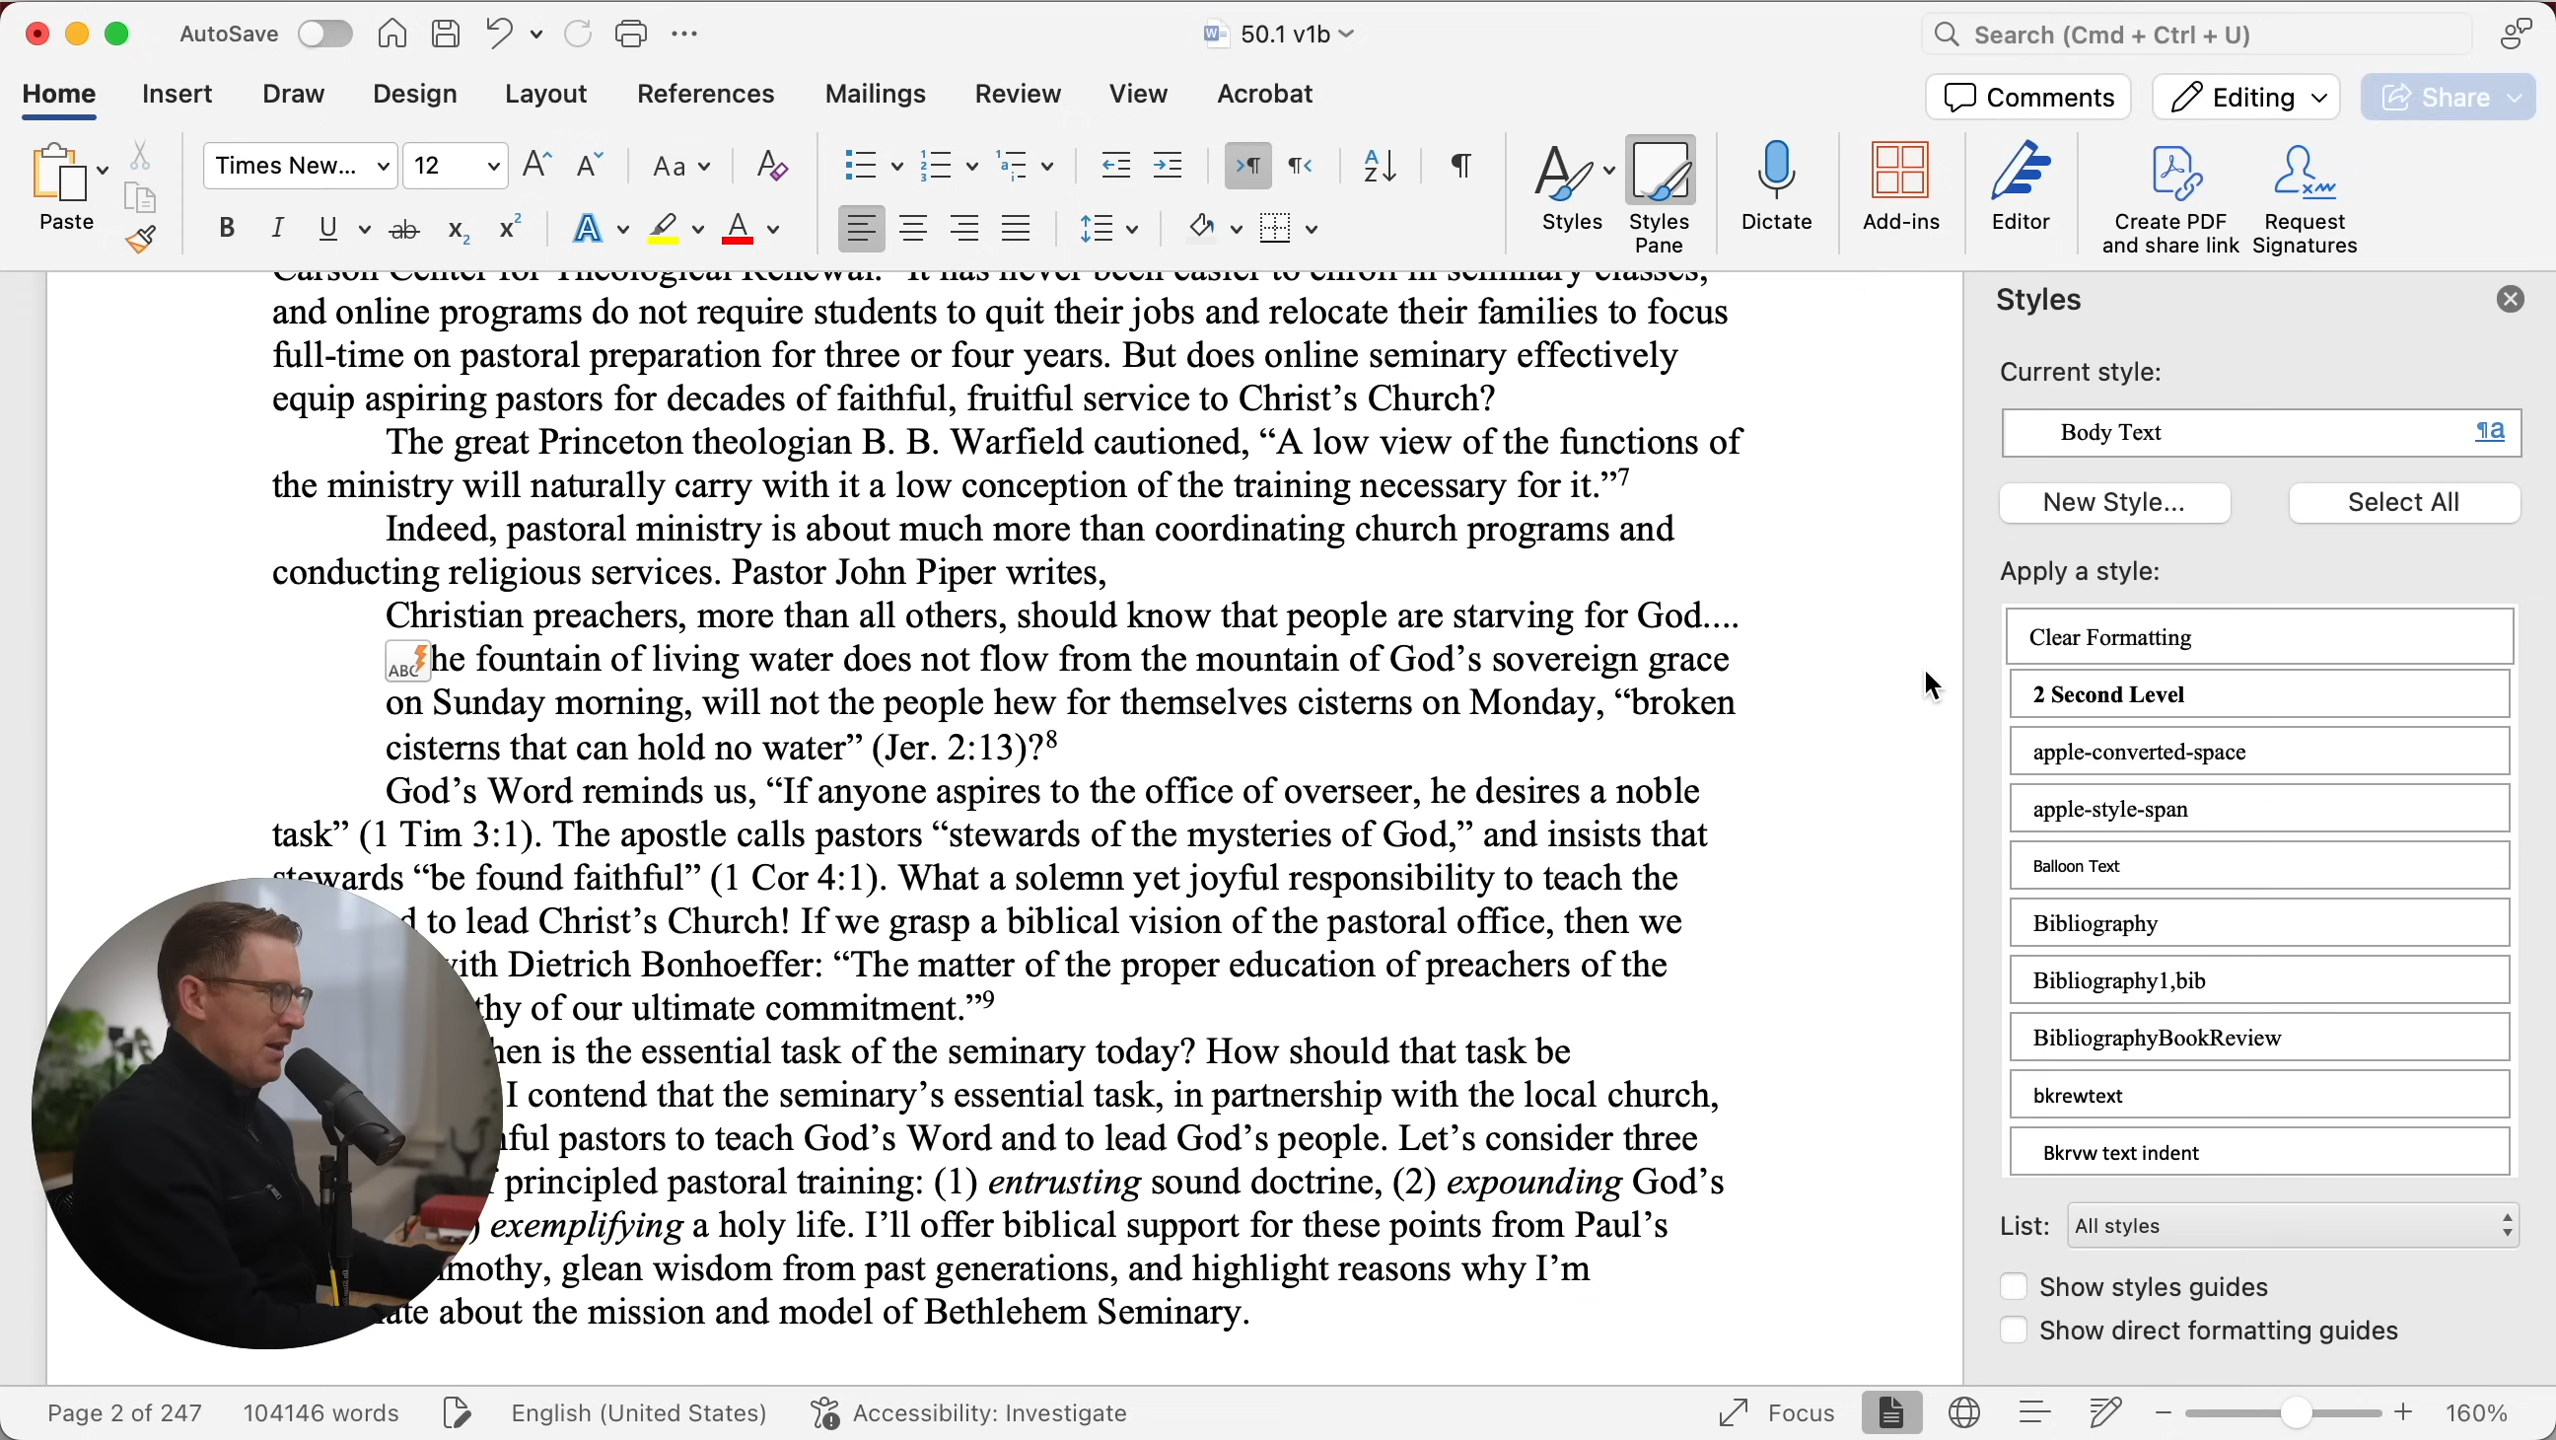 AutoSave
50.1 v1b
Search (Cmd + Ctrl + U)
Home Insert Draw Design Layout References Mailings Review View Acrobat
Comments Editing Share
Paste
Times New... 12
Aa
Styles
Styles Pane
Dictate
Add-ins
Editor
Create PDF and share link
Request Signatures
Carson Center for Theological Renewal. It has never been easier to enroll in seminary classes,
and online programs do not require students to quit their jobs and relocate their families to focus
full-time on pastoral preparation for three or four years. But does online seminary effectively
equip aspiring pastors for decades of faithful, fruitful service to Christ’s Church?
The great Princeton theologian B. B. Warfield cautioned, “A low view of the functions of
the ministry will naturally carry with it a low conception of the training necessary for it.”7
Indeed, pastoral ministry is about much more than coordinating church programs and
conducting religious services. Pastor John Piper writes,
Christian preachers, more than all others, should know that people are starving for God....
ABC he fountain of living water does not flow from the mountain of God’s sovereign grace
on Sunday morning, will not the people hew for themselves cisterns on Monday, “broken
cisterns that can hold no water” (Jer. 2:13)?8
God’s Word reminds us, “If anyone aspires to the office of overseer, he desires a noble
task” (1 Tim 3:1). The apostle calls pastors “stewards of the mysteries of God,” and insists that
stewards “be found faithful” (1 Cor 4:1). What a solemn yet joyful responsibility to teach the
to lead Christ’s Church! If we grasp a biblical vision of the pastoral office, then we
with Dietrich Bonhoeffer: “The matter of the proper education of preachers of the
thy of our ultimate commitment.”9
hen is the essential task of the seminary today? How should that task be
I contend that the seminary’s essential task, in partnership with the local church,
ful pastors to teach God’s Word and to lead God’s people. Let’s consider three
principled pastoral training: (1) entrusting sound doctrine, (2) expounding God’s
) exemplifying a holy life. I’ll offer biblical support for these points from Paul’s
mothy, glean wisdom from past generations, and highlight reasons why I’m
ate about the mission and model of Bethlehem Seminary.
Styles
Current style:
Body Text
New Style... Select All
Apply a style:
Clear Formatting
2 Second Level
apple-converted-space
apple-style-span
Balloon Text
Bibliography
Bibliography1,bib
BibliographyBookReview
bkrewtext
Bkrvw text indent
List: All styles
Show styles guides
Show direct formatting guides
Page 2 of 247 104146 words English (United States) Accessibility: Investigate Focus 160%